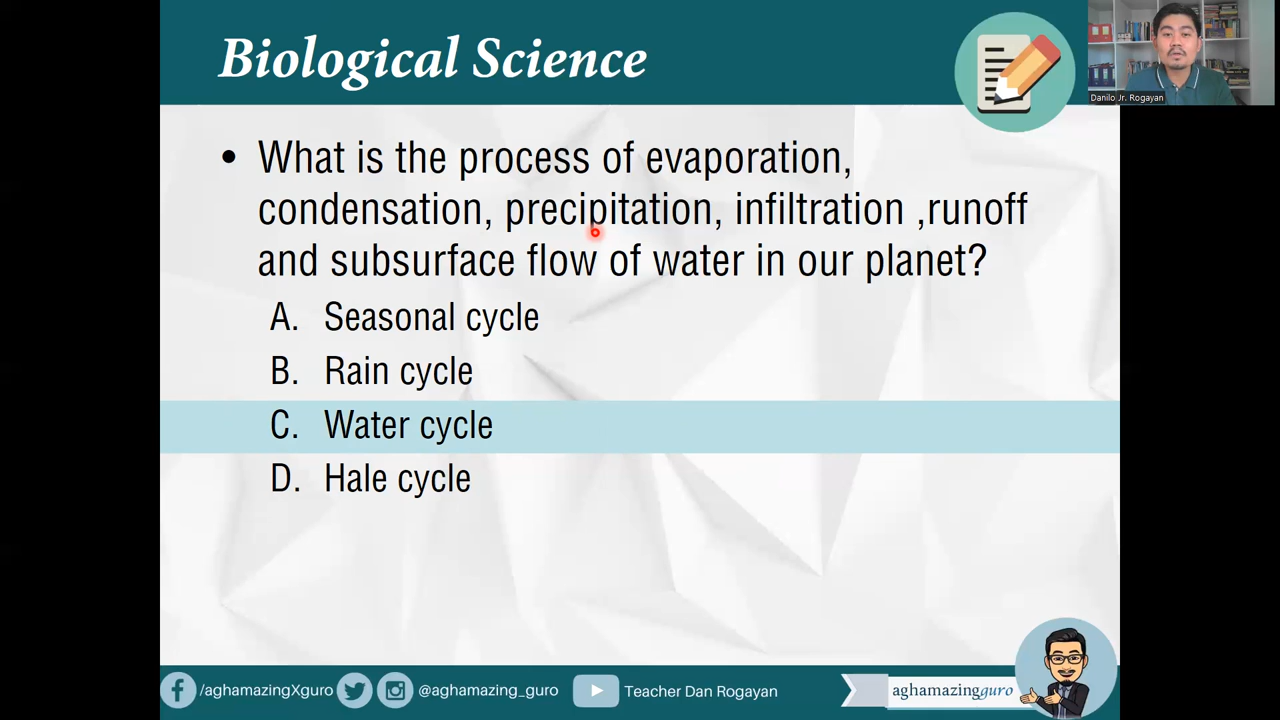 Biological Science
Danilo Jr. Rogayan
• What is the process of evaporation,
condensation, precipitation, infiltration ,runoff
and subsurface flow of water in our planet?
A. Seasonal cycle
B. Rain cycle
C. Water cycle
D. Hale cycle
/aghamazingXguro
@aghamazing_guro
Teacher Dan Rogayan
aghamazingguro